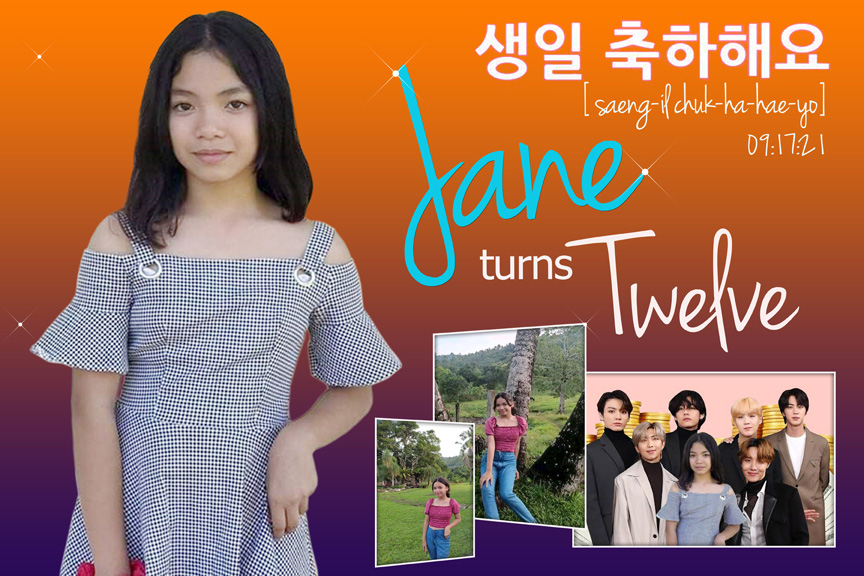 생일 축하해요
[ saeng-il chuk-ha-hae-yo]
09.17.21
Jane
turns Twelve